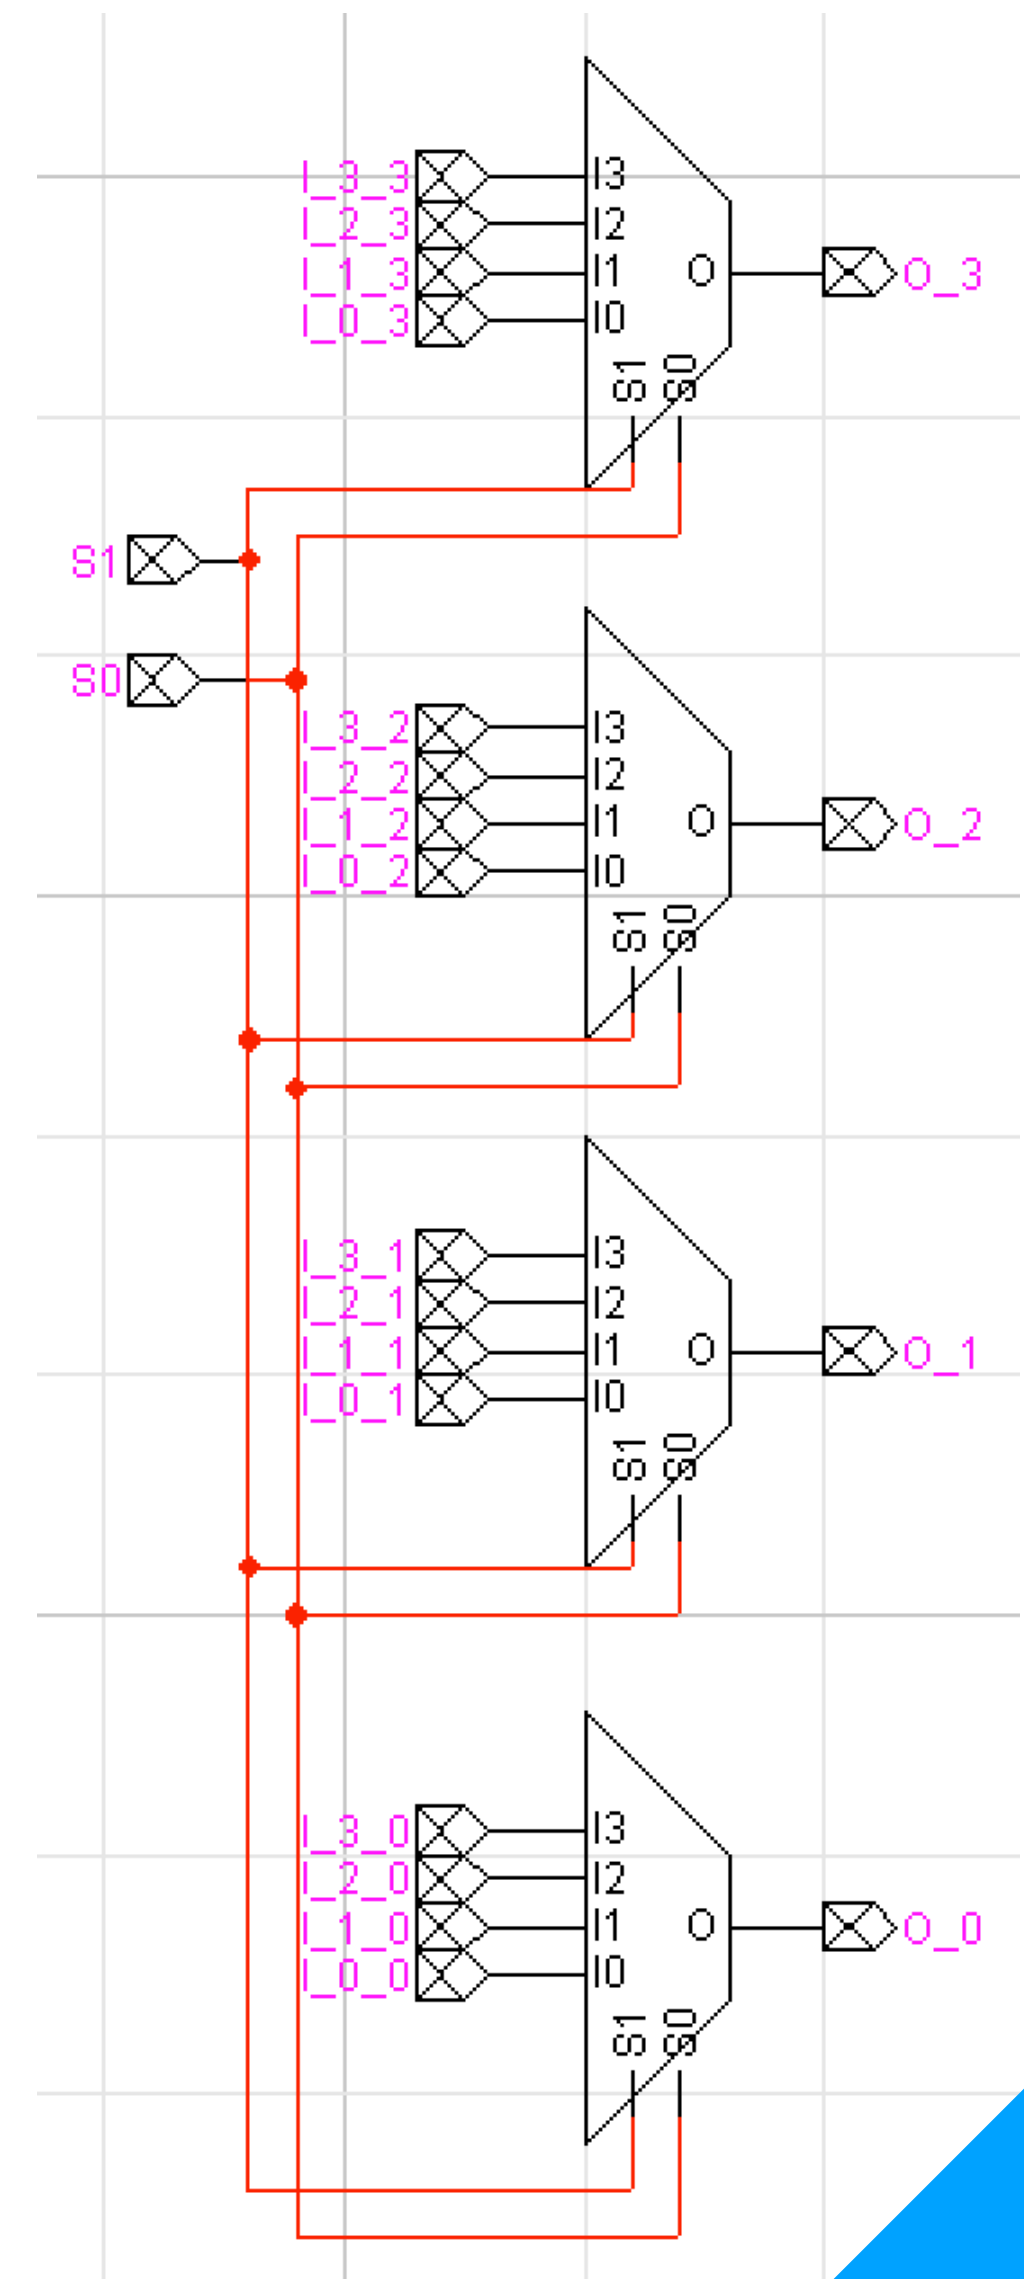 I_3_3 I3
I_2_3 I2
I_1_3 I1 O O_3
I_0_3 I0
S1 S0
S1
S0
I_3_2 I3
I_2_2 I2
I_1_2 I1 O O_2
I_0_2 I0
S1 S0
I_3_1 I3
I_2_1 I2
I_1_1 I1 O O_1
I_0_1 I0
S1 S0
I_3_0 I3
I_2_0 I2
I_1_0 I1 O O_0
I_0_0 I0
S1 S0